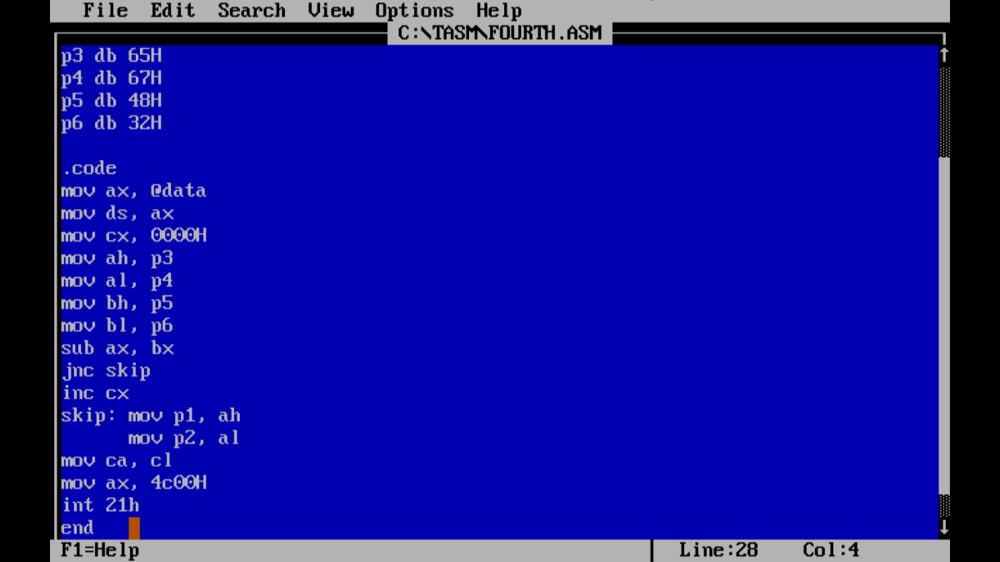 File Edit Search View Options Help
C:\TASM\FOURTH.ASM
p3 db 65H
p4 db 67H
p5 db 48H
p6 db 32H
.code
mov ax, @data
mov ds, ax
mov cx, 0000H
mov ah, p3
mov al, p4
mov bh, p5
mov bl, p6
sub ax, bx
jnc skip
inc cx
skip: mov p1, ah
mov p2, al
mov ca, cl
mov ax, 4c00H
int 21h
end
F1=Help Line:28 Col:4